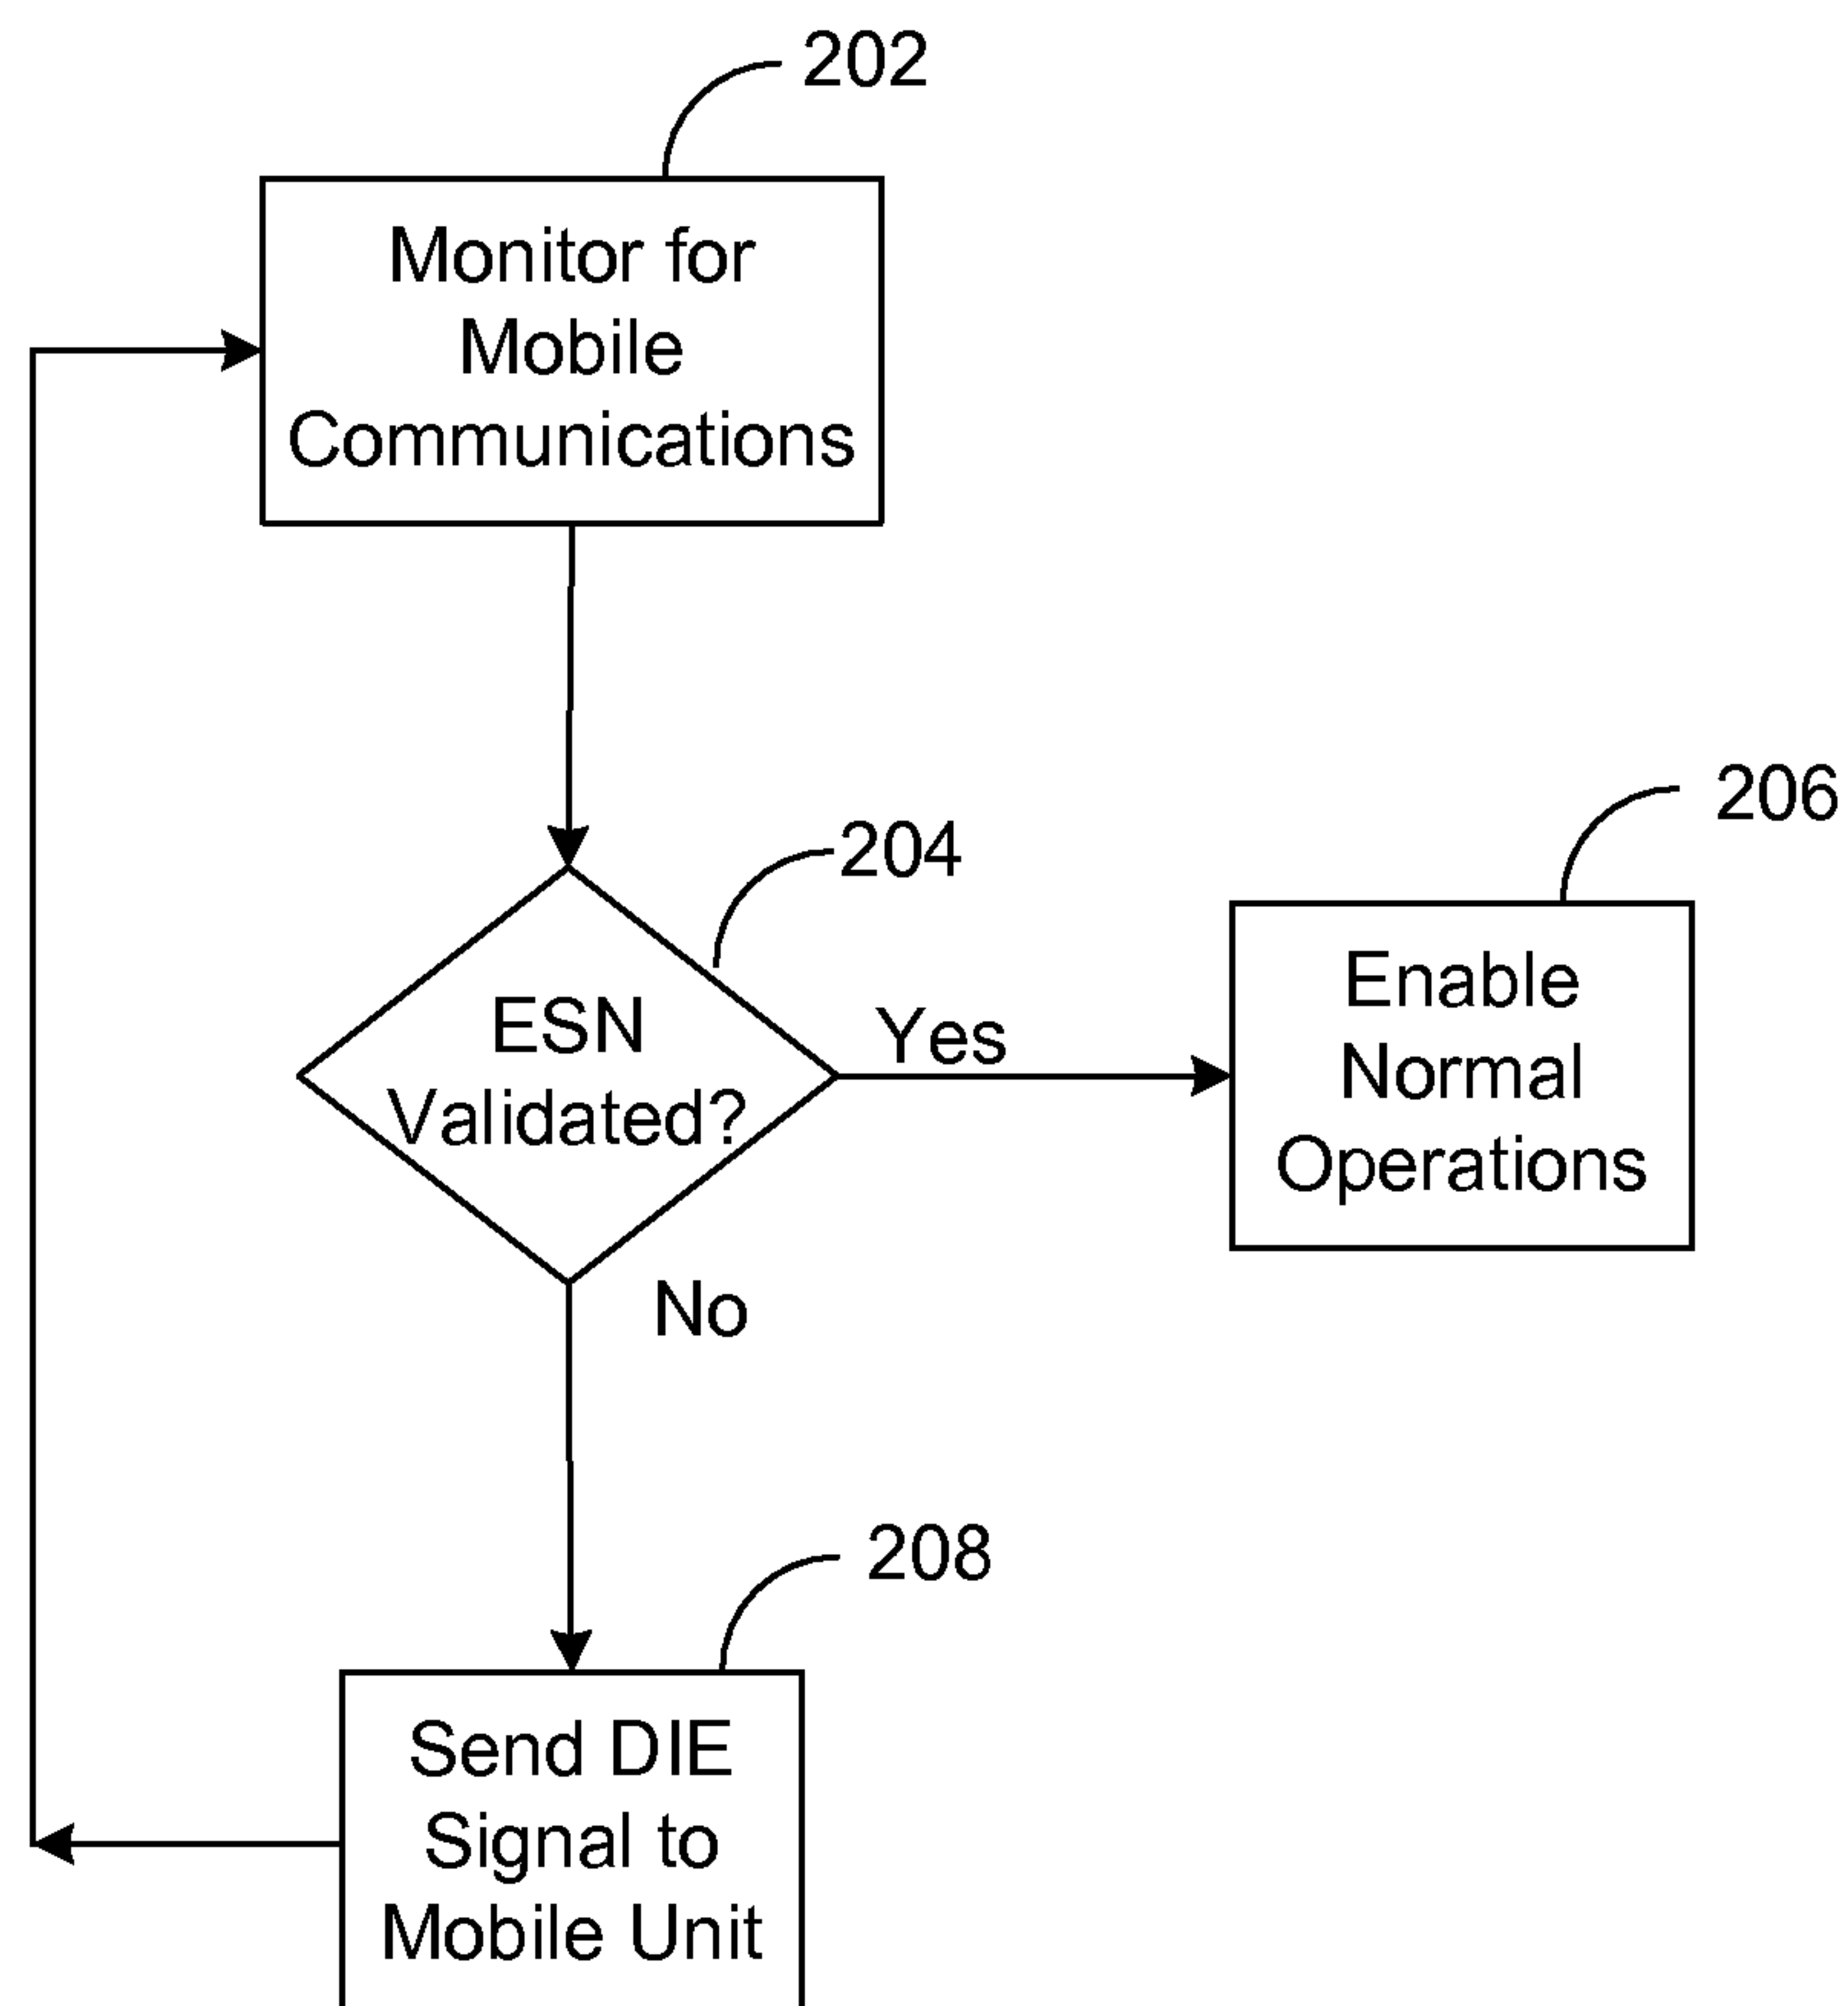 202
Monitor for
Mobile
Communications
204
206
ESN
Validated?
Yes
Enable
Normal
Operations
No
208
Send DIE
Signal to
Mobile Unit